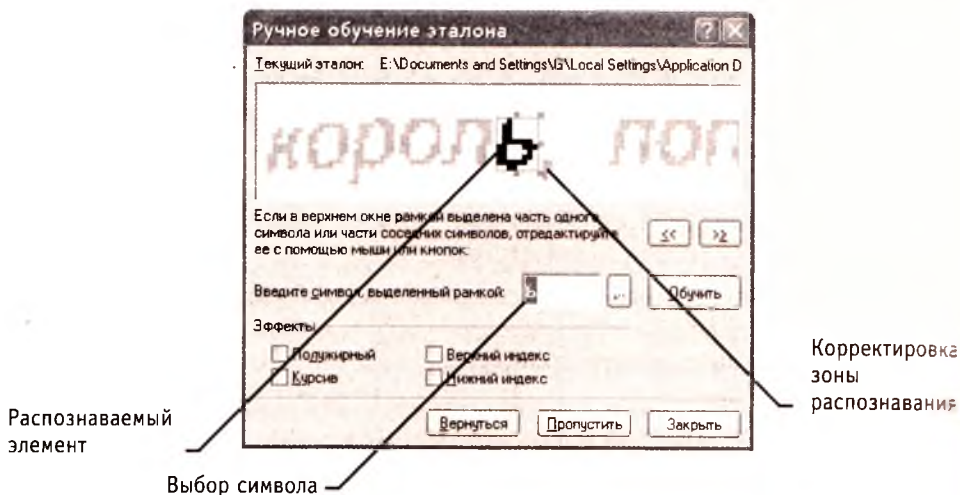 Ручное обучение эталона
Текущий эталон: E:\Documents and Settings\G\Local Settings\Application D
король поп
Если в верхнем окне рамкой выделена часть одного
символа или части соседних символов, отредактируйте
ее с помощью мыши или кнопок:
<< >>
Введите символ, выделенный рамкой: ь ... Обучить
Эффекты
Полужирный Верхний индекс
Курсив Нижний индекс
Вернуться Пропустить Закрыть
Корректировка
зоны
распознавания
Распознаваемый
элемент
Выбор символа